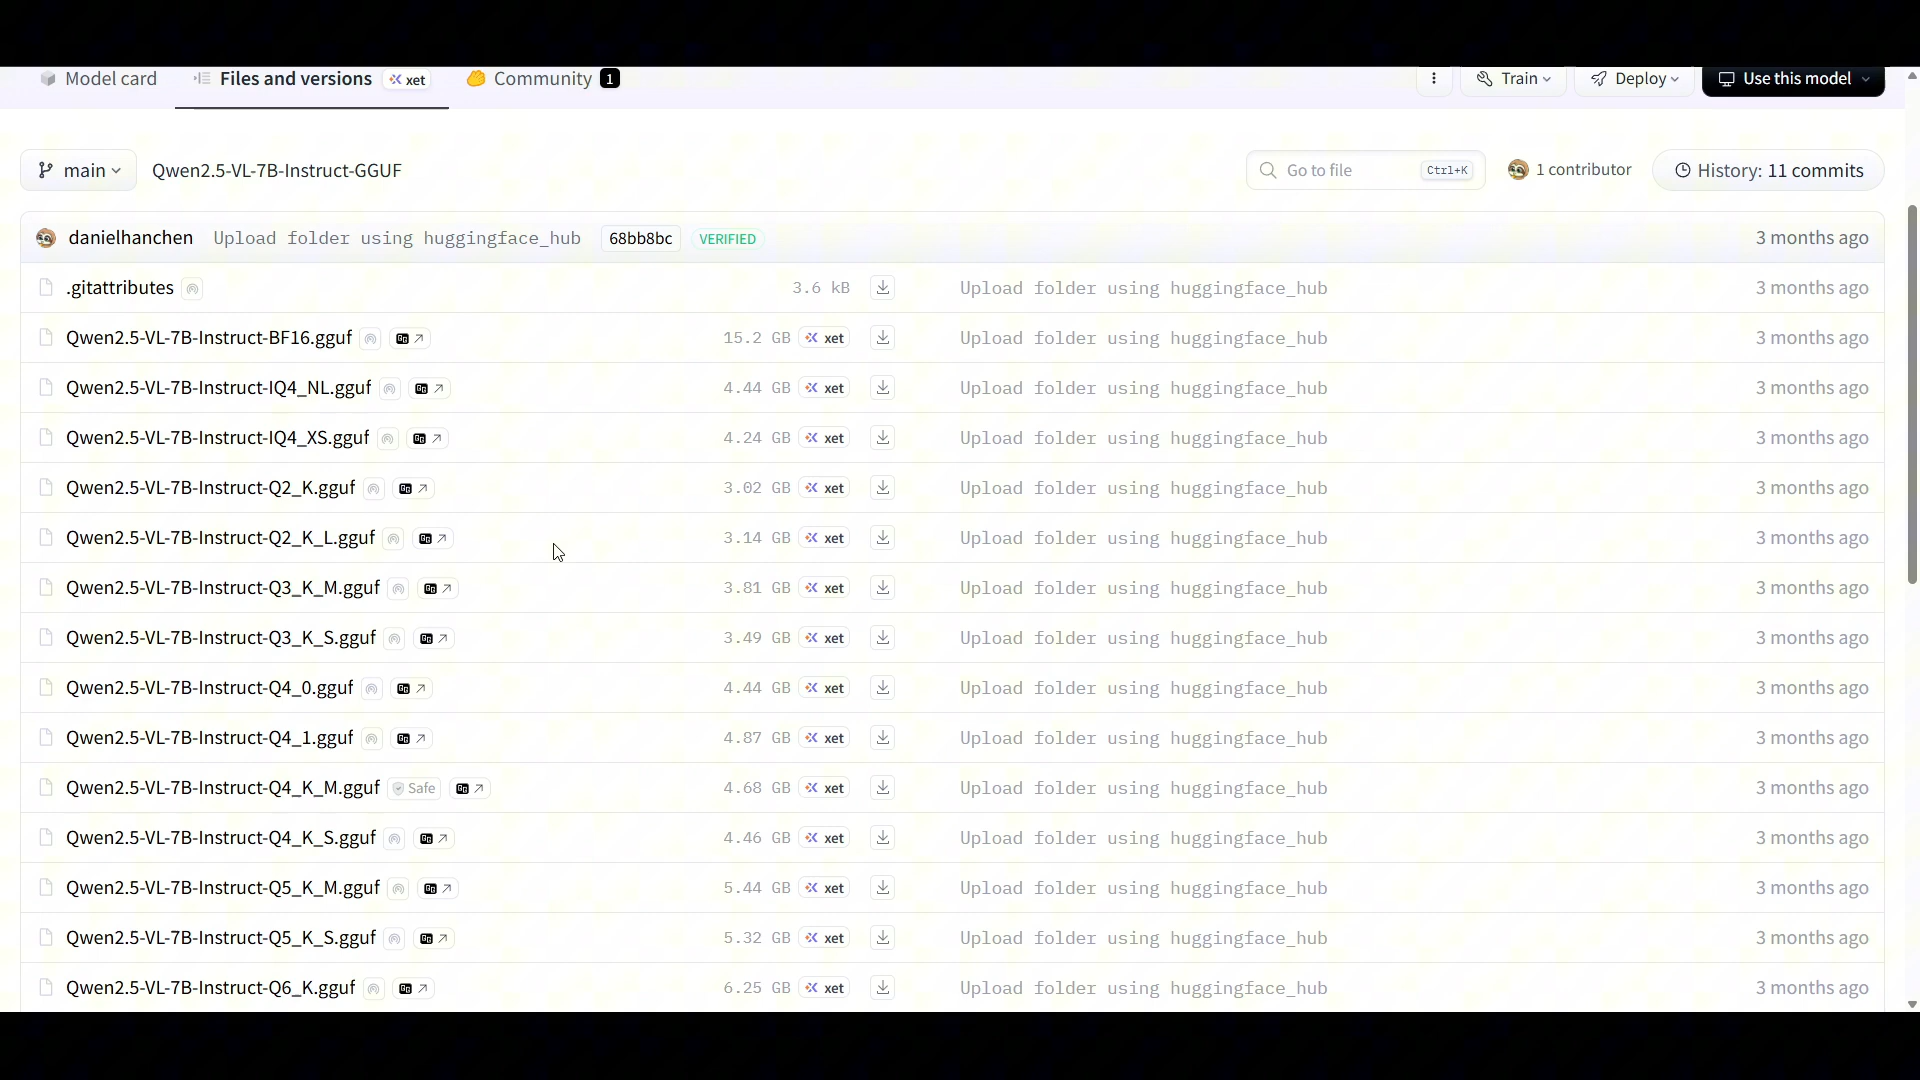 Model card Files and versions xet Community 1 Train Deploy Use this model
main Qwen2.5-VL-7B-Instruct-GGUF Go to file Ctrl+K 1 contributor History: 11 commits
danielhanchen Upload folder using huggingface_hub 68bb8bc VERIFIED 3 months ago
.gitattributes 3.6 kB Upload folder using huggingface_hub 3 months ago
Qwen2.5-VL-7B-Instruct-BF16.gguf 15.2 GB xet Upload folder using huggingface_hub 3 months ago
Qwen2.5-VL-7B-Instruct-IQ4_NL.gguf 4.44 GB xet Upload folder using huggingface_hub 3 months ago
Qwen2.5-VL-7B-Instruct-IQ4_XS.gguf 4.24 GB xet Upload folder using huggingface_hub 3 months ago
Qwen2.5-VL-7B-Instruct-Q2_K.gguf 3.02 GB xet Upload folder using huggingface_hub 3 months ago
Qwen2.5-VL-7B-Instruct-Q2_K_L.gguf 3.14 GB xet Upload folder using huggingface_hub 3 months ago
Qwen2.5-VL-7B-Instruct-Q3_K_M.gguf 3.81 GB xet Upload folder using huggingface_hub 3 months ago
Qwen2.5-VL-7B-Instruct-Q3_K_S.gguf 3.49 GB xet Upload folder using huggingface_hub 3 months ago
Qwen2.5-VL-7B-Instruct-Q4_0.gguf 4.44 GB xet Upload folder using huggingface_hub 3 months ago
Qwen2.5-VL-7B-Instruct-Q4_1.gguf 4.87 GB xet Upload folder using huggingface_hub 3 months ago
Qwen2.5-VL-7B-Instruct-Q4_K_M.gguf Safe 4.68 GB xet Upload folder using huggingface_hub 3 months ago
Qwen2.5-VL-7B-Instruct-Q4_K_S.gguf 4.46 GB xet Upload folder using huggingface_hub 3 months ago
Qwen2.5-VL-7B-Instruct-Q5_K_M.gguf 5.44 GB xet Upload folder using huggingface_hub 3 months ago
Qwen2.5-VL-7B-Instruct-Q5_K_S.gguf 5.32 GB xet Upload folder using huggingface_hub 3 months ago
Qwen2.5-VL-7B-Instruct-Q6_K.gguf 6.25 GB xet Upload folder using huggingface_hub 3 months ago